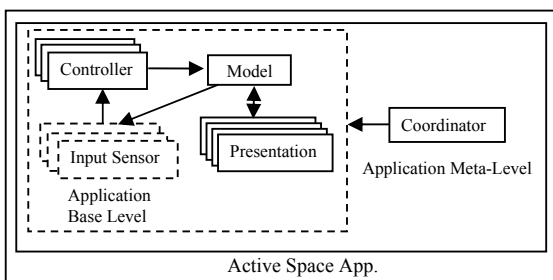 Controller
Model
Coordinator
Input Sensor
Presentation
Application Meta-Level
Application
Base Level
Active Space App.